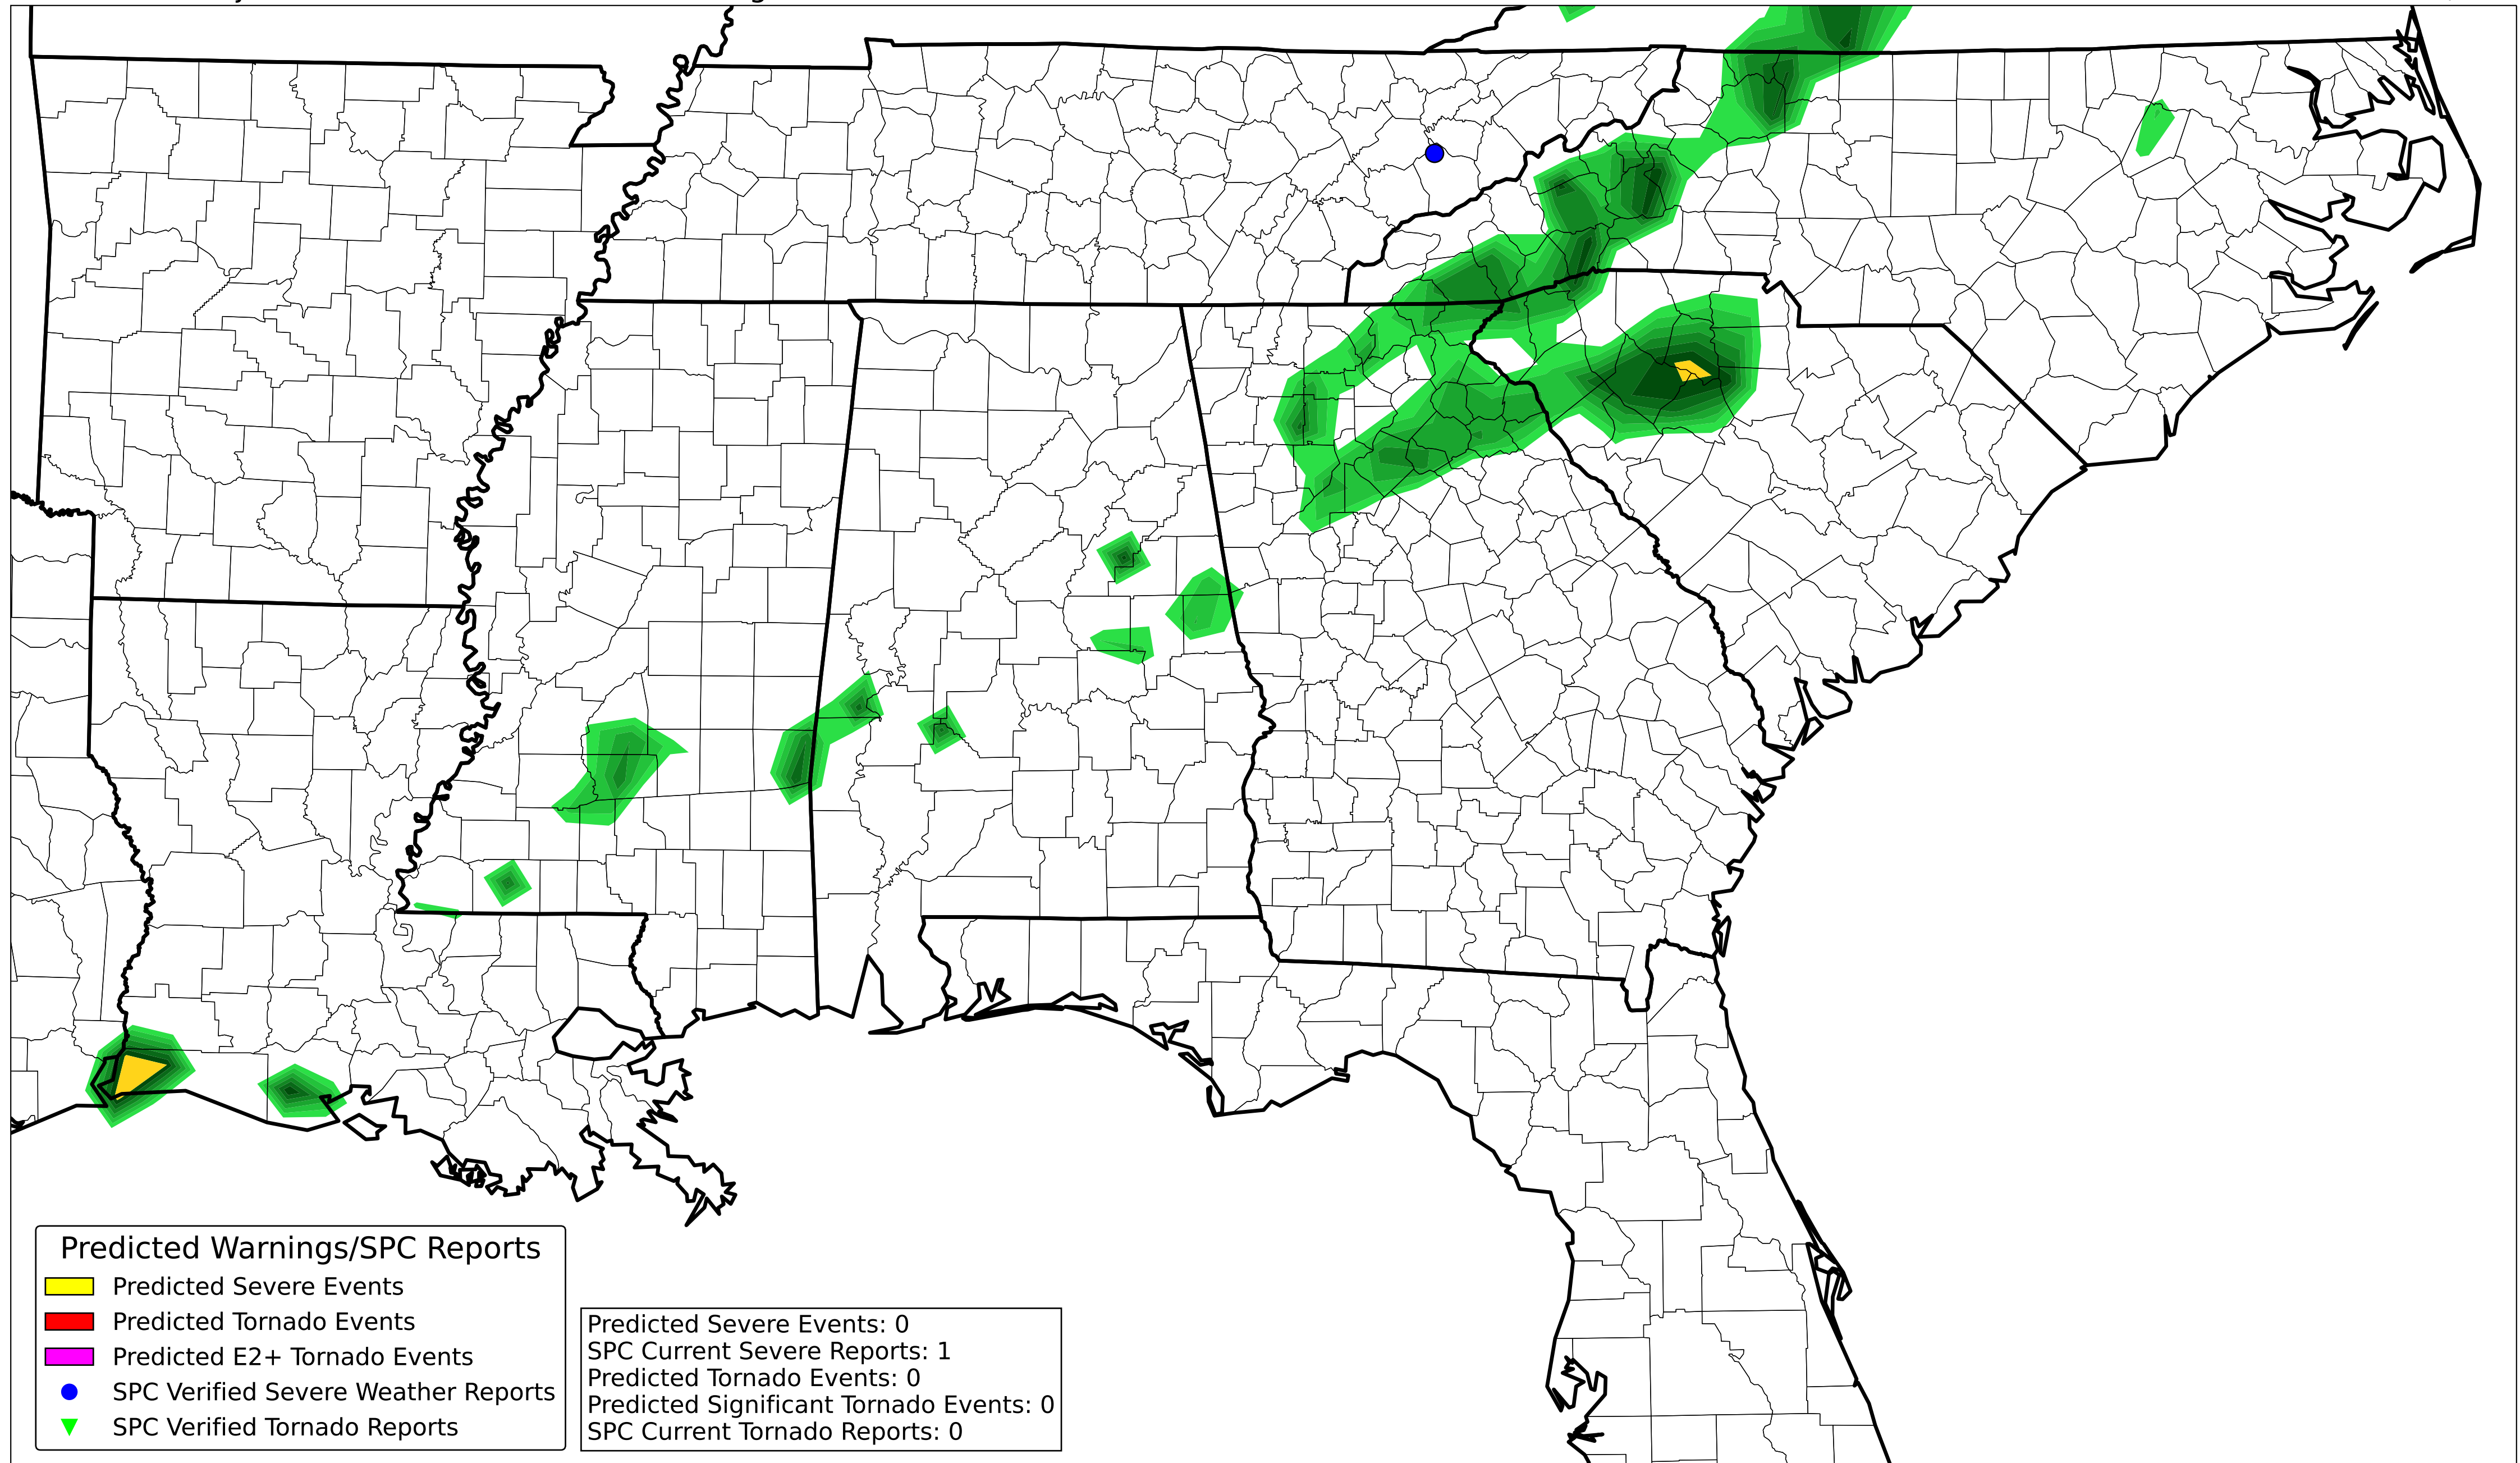 Predicted Warnings/SPC Reports
Predicted Severe Events
Predicted Tornado Events
Predicted E2+ Tornado Events
SPC Verified Severe Weather Reports
SPC Verified Tornado Reports
Predicted Severe Events: 0
SPC Current Severe Reports: 1
Predicted Tornado Events: 0
Predicted Significant Tornado Events: 0
SPC Current Tornado Reports: 0